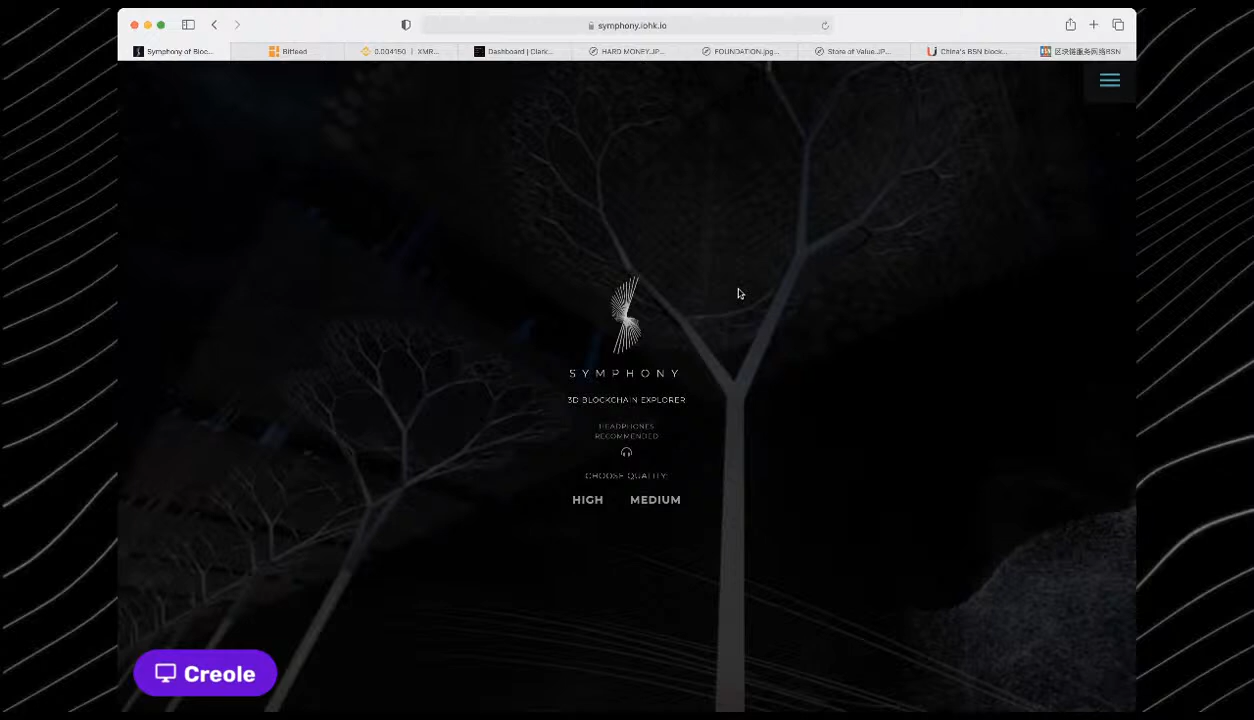 symphony.iohk.io
Symphony of Bloc...
Bitfeed
0.004150 | XMR...
Dashboard | Clark...
HARD MONEY.JP...
FOUNDATION.jpg...
Store of Value.JP...
China's BSN block...
区块链服务网络BSN
SYMPHONY
3D BLOCKCHAIN EXPLORER
HEADPHONES
RECOMMENDED
CHOOSE QUALITY:
HIGH MEDIUM
Creole